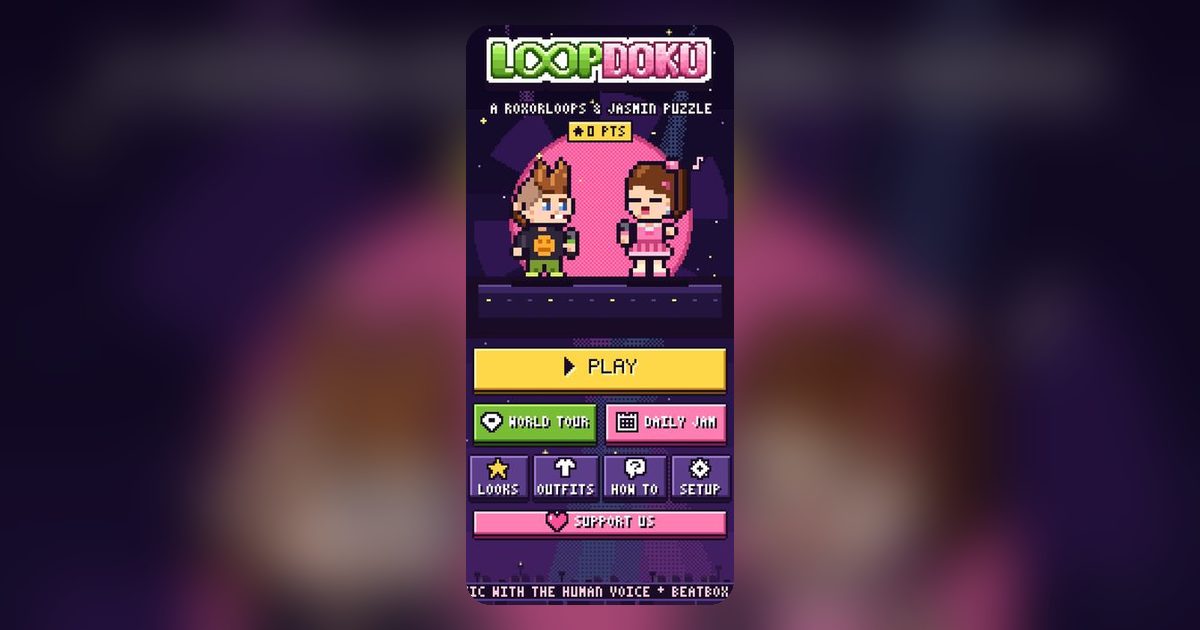 LOOPDOKU
A ROXORLOOPS & JASMIN PUZZLE
0 PTS
PLAY
WORLD TOUR
DAILY JAM
LOOKS
OUTFITS
HOW TO
SETUP
SUPPORT US
IC WITH THE HUMAN VOICE + BEATBOX